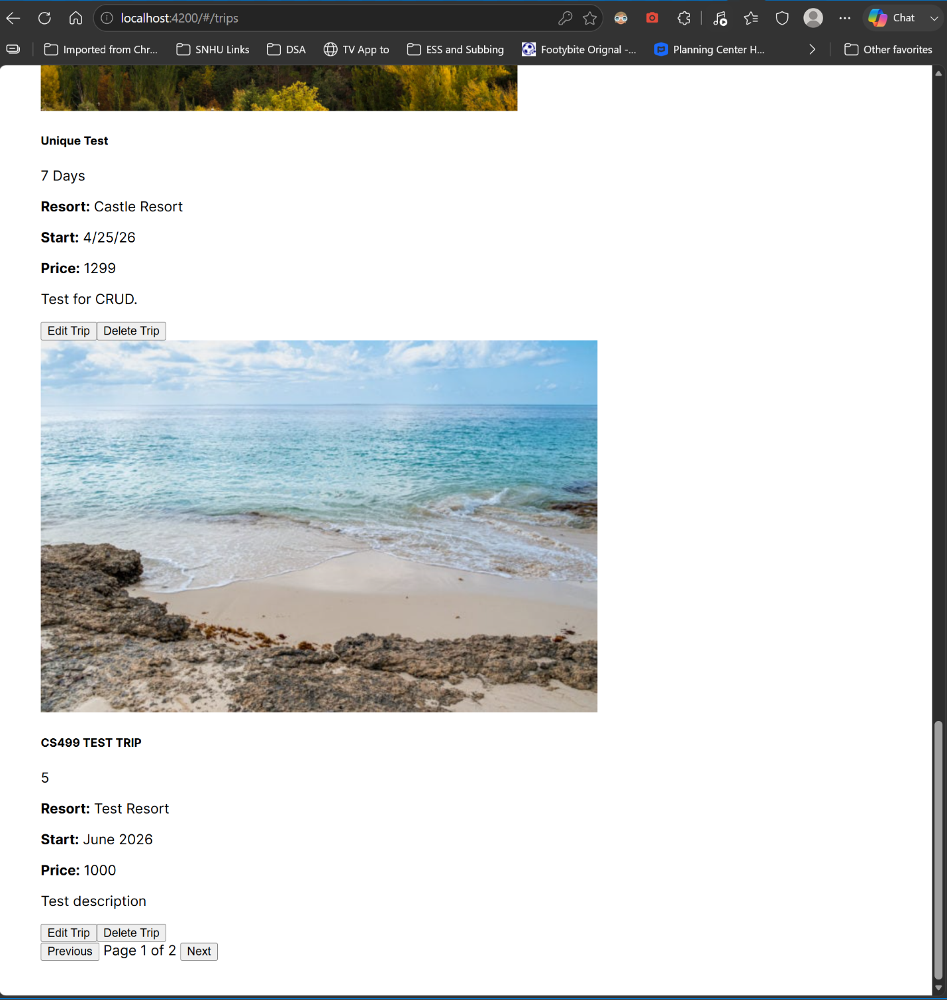 localhost:4200/#/trips
Chat
Imported from Chr...
SNHU Links
DSA
TV App to
ESS and Subbing
Footybite Orignal -...
Planning Center H...
Other favorites
Unique Test
7 Days
Resort: Castle Resort
Start: 4/25/26
Price: 1299
Test for CRUD.
Edit Trip Delete Trip
CS499 TEST TRIP
5
Resort: Test Resort
Start: June 2026
Price: 1000
Test description
Edit Trip Delete Trip
Previous Page 1 of 2 Next